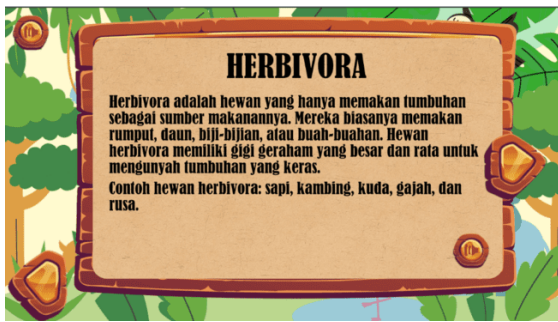 HERBIVORA
Herbivora adalah hewan yang hanya memakan tumbuhan
sebagai sumber makanannya. Mereka biasanya memakan
rumput, daun, biji-bijian, atau buah-buahan. Hewan
herbivora memiliki gigi geraham yang besar dan rata untuk
mengunyah tumbuhan yang keras.
Contoh hewan herbivora: sapi, kambing, kuda, gajah, dan
rusa.